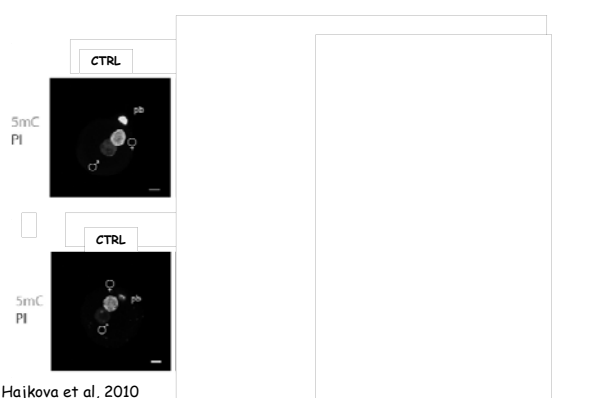 CTRL
pb
5mC
♀
PI
♂
CTRL
♀
5mC
pb
PI
♂
Hajkova et al, 2010